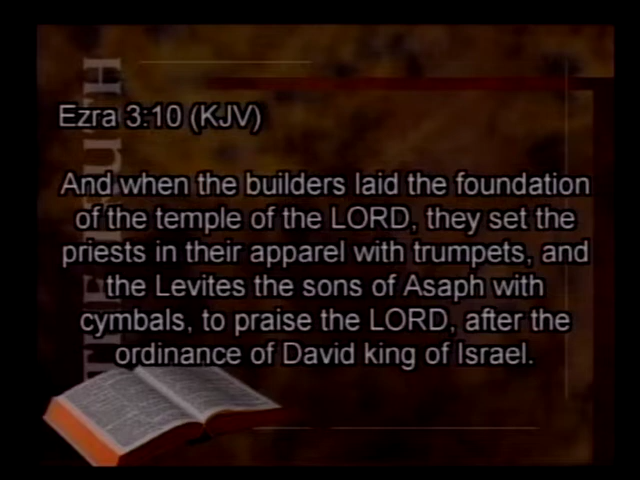 THE TRUTH
Ezra 3:10 (KJV)
And when the builders laid the foundation
of the temple of the LORD, they set the
priests in their apparel with trumpets, and
the Levites the sons of Asaph with
cymbals, to praise the LORD, after the
ordinance of David king of Israel.